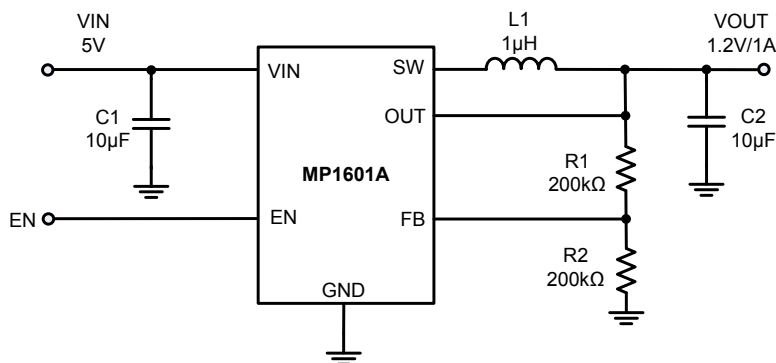 VIN
5V
L1
1μH
VOUT
1.2V/1A
VIN
SW
C1
10μF
OUT
C2
10μF
MP1601A
R1
200kΩ
EN
EN
FB
R2
200kΩ
GND